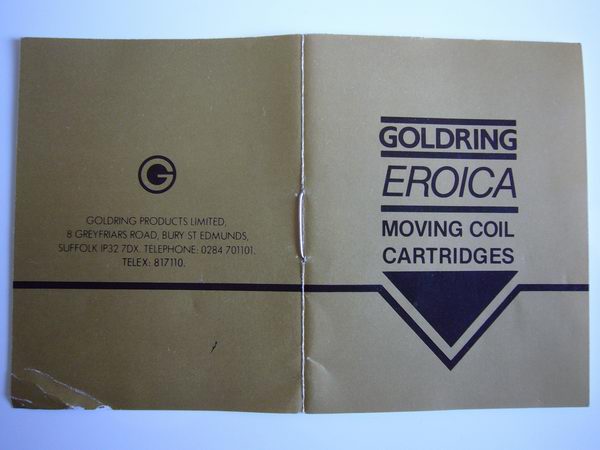 G
GOLDRING PRODUCTS LIMITED,
8 GREYFRIARS ROAD, BURY ST EDMUNDS,
SUFFOLK IP32 7DX. TELEPHONE: 0284 701101.
TELEX: 817110.
GOLDRING
EROICA
MOVING COIL
CARTRIDGES